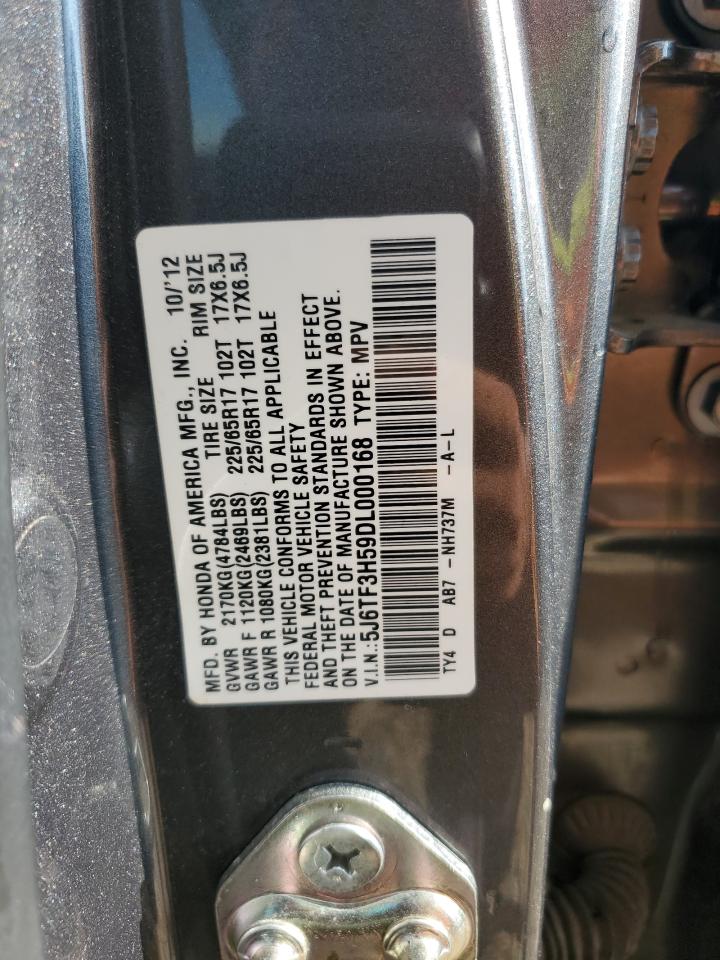 MFD. BY HONDA OF AMERICA MFG., INC. 10/'12
GVWR 2170KG(4784LBS) TIRE SIZE RIM SIZE
GAWR F 1120KG(2469LBS) 225/65R17 102T 17X6.5J
GAWR R 1080KG(2381LBS) 225/65R17 102T 17X6.5J
THIS VEHICLE CONFORMS TO ALL APPLICABLE
FEDERAL MOTOR VEHICLE SAFETY
AND THEFT PREVENTION STANDARDS IN EFFECT
ON THE DATE OF MANUFACTURE SHOWN ABOVE.
V.I.N.:5J6TF3H59DL000168 TYPE: MPV
TY4 D AB7 -NH737M -A-L